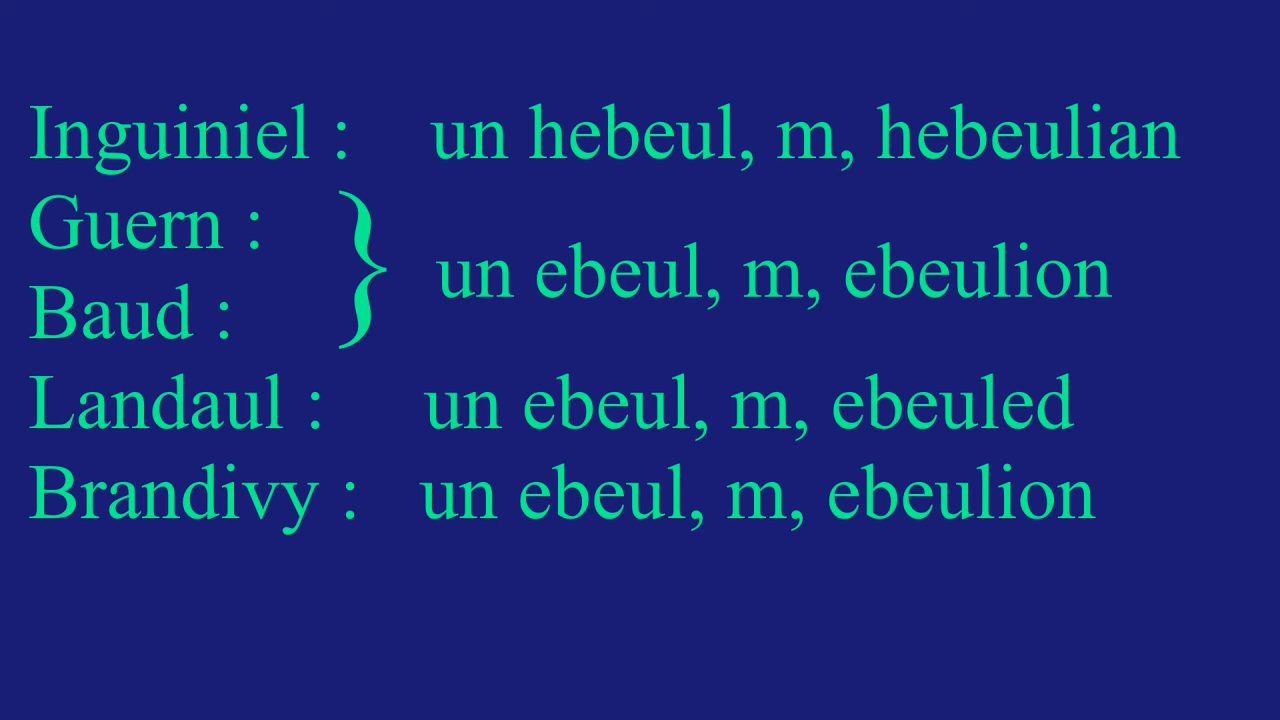 Inguiniel : un hebeul, m, hebeulian
Guern :
Baud :
} un ebeul, m, ebeulion
Landaul : un ebeul, m, ebeuled
Brandivy : un ebeul, m, ebeulion